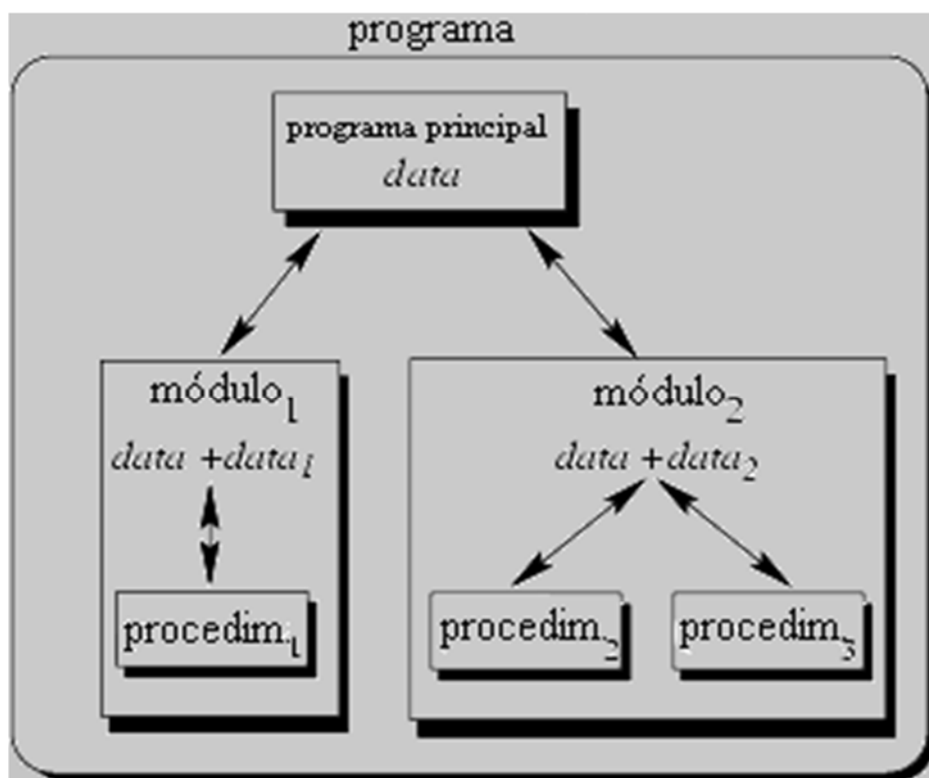 programa
programa principal
data
módulo1
data +data1
módulo2
data +data2
procedim.1
procedim.2
procedim.3